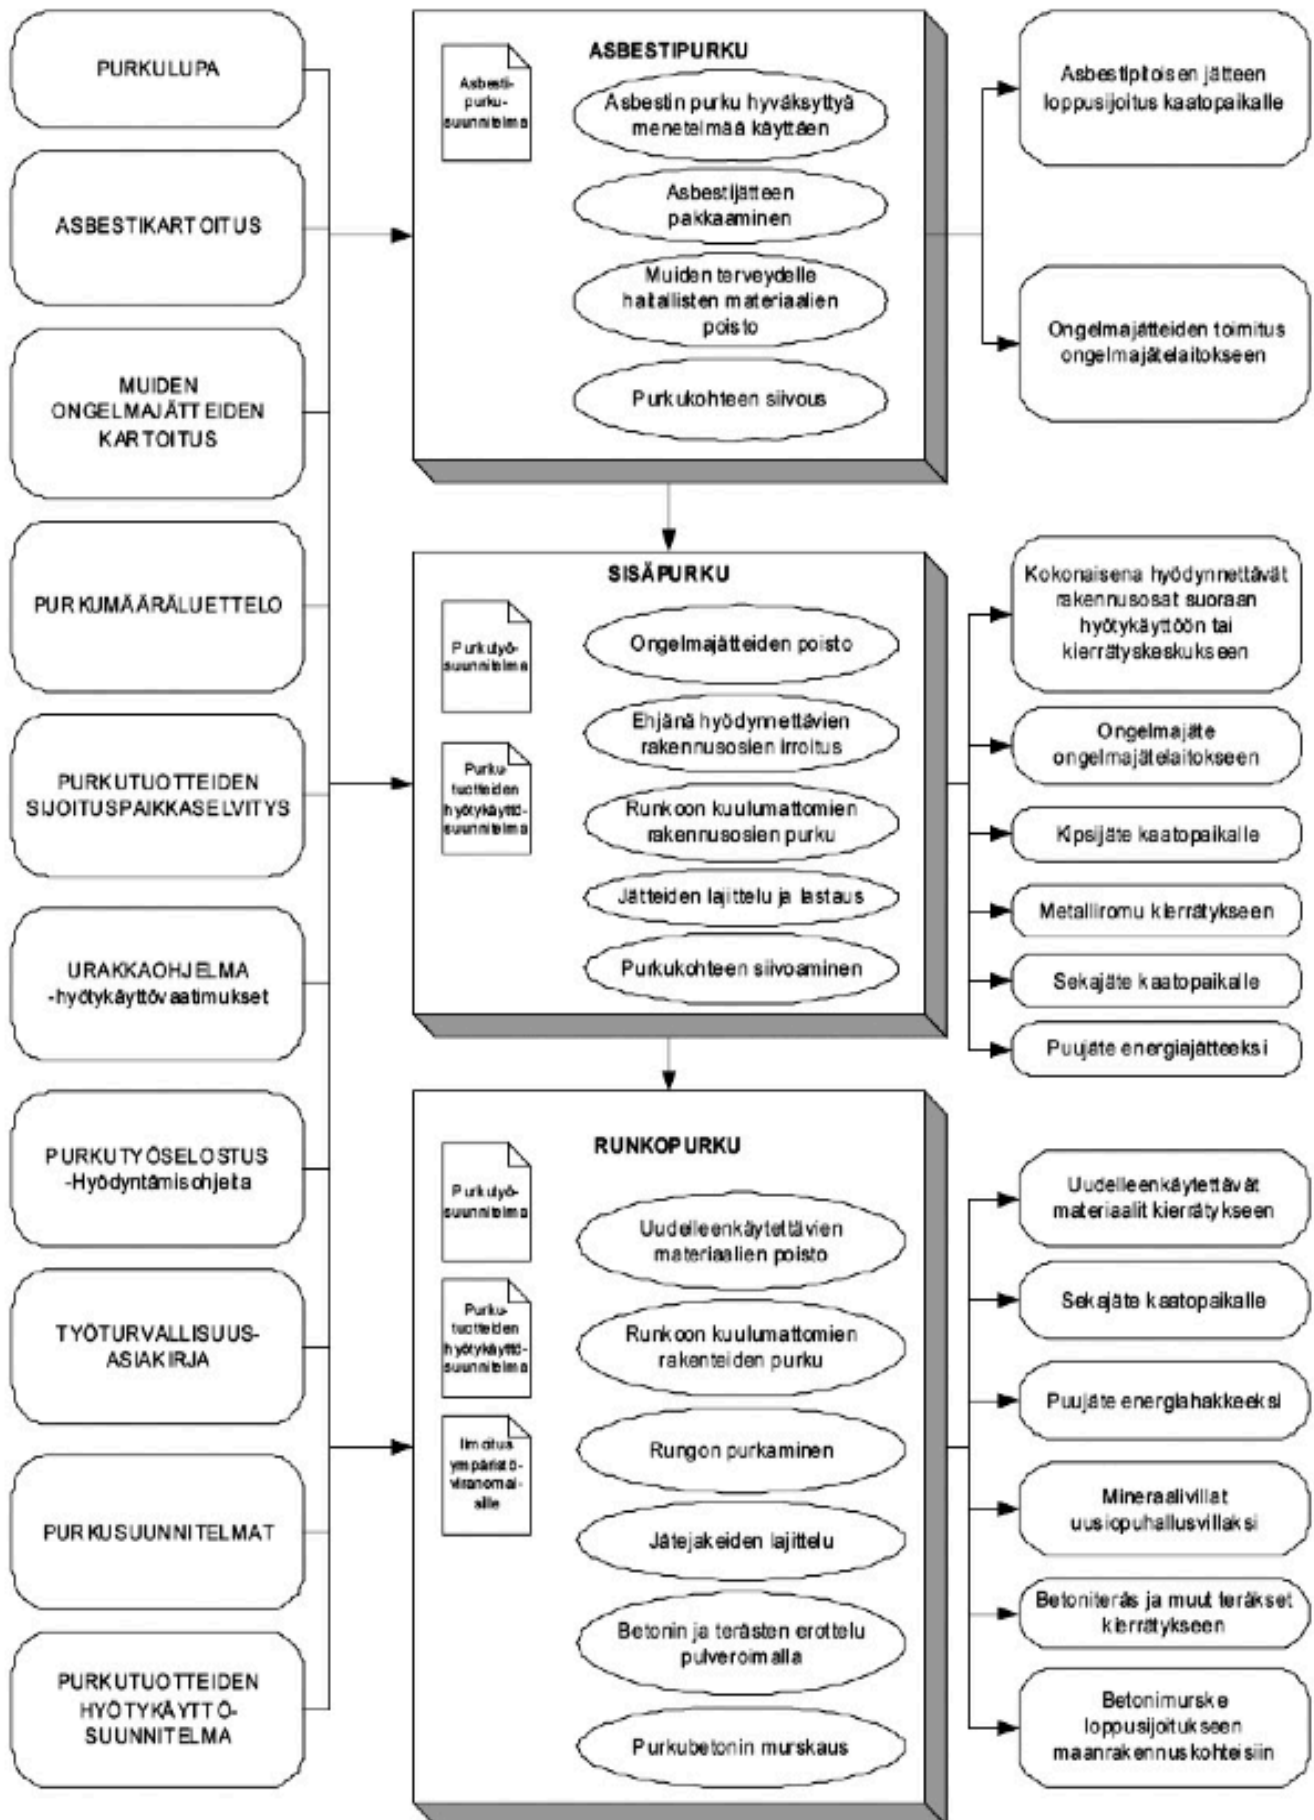 PURKULUPA
ASBESTIKARTOITUS
MUIDEN
ONGELMAJÄTTEIDEN
KARTOITUS
PURKUMÄÄRÄLUETTELO
PURKUTUOTTEIDEN
SIJOITUSPAIKKASELVITYS
URAKKAOHJELMA
-hyötykäyttövaatimukset
PURKUTYÖSELOSTUS
-Hyödyntämisohjeita
TYÖTURVALLISUUS-
ASIAKIRJA
PURKUSUUNNITELMAT
PURKUTUOTTEIDEN
HYÖTYKÄYTTÖ-
SUUNNITELMA
ASBESTIPURKU
Asbesti-
purku-
suunnitelma
Asbestin purku hyväksyttyä
menetelmää käyttäen
Asbestijätteen
pakkaaminen
Muiden terveydelle
haitallisten materiaalien
poisto
Purkukohteen siivous
Asbestipitoisen jätteen
loppusijoitus kaatopaikalle
Ongelmajätteiden toimitus
ongelmajätelaitokseen
SISÄPURKU
Purkutyö-
suunnitelma
Purku-
tuotteiden
hyötykäyttö-
suunnitelma
Ongelmajätteiden poisto
Ehjänä hyödynnettävien
rakennusosien irroitus
Runkoon kuulumattomien
rakennusosien purku
Jätteiden lajittelu ja lastaus
Purkukohteen siivoaminen
Kokonaisena hyödynnettävät
rakennusosat suoraan
hyötykäyttöön tai
kierrätyskeskukseen
Ongelmajäte
ongelmajätelaitokseen
Kipsijäte kaatopaikalle
Metalliromu kierrätykseen
Sekajäte kaatopaikalle
Puujäte energiajätteeksi
RUNKOPURKU
Purkutyö-
suunnitelma
Purku-
tuotteiden
hyötykäyttö-
suunnitelma
Ilmoitus
ympäristö-
viranomai-
sille
Uudelleenkäytettävien
materiaalien poisto
Runkoon kuulumattomien
rakenteiden purku
Rungon purkaminen
Jätejakeiden lajittelu
Betonin ja terästen erottelu
pulveroimalla
Purkubetonin murskaus
Uudelleenkäytettävät
materiaalit kierrätykseen
Sekajäte kaatopaikalle
Puujäte energiahakkeeksi
Mineraalivillat
uusiopuhallusvillaksi
Betoniteräs ja muut teräkset
kierrätykseen
Betonimurske
loppusijoitukseen
maanrakennuskohteisiin